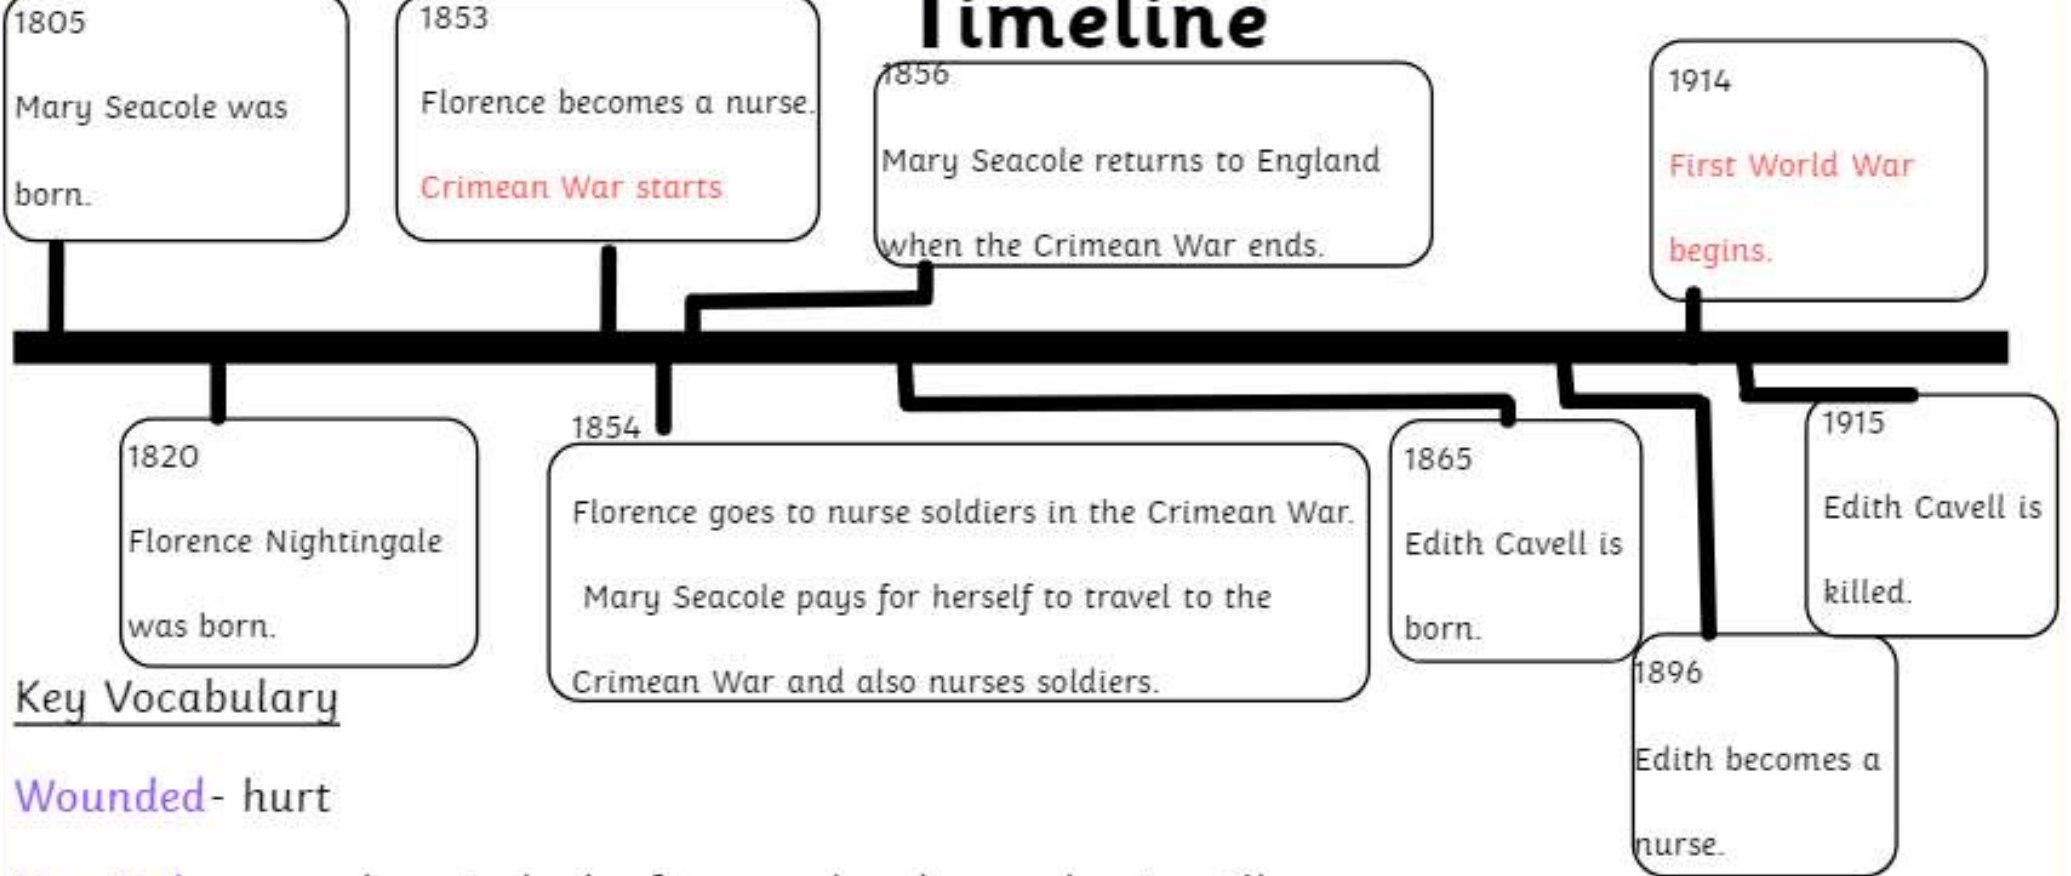 Timeline
1805
Mary Seacole was
born.
1853
Florence becomes a nurse.
Crimean War starts
1856
Mary Seacole returns to England
when the Crimean War ends.
1914
First World War
begins.
1820
Florence Nightingale
was born.
1854
Florence goes to nurse soldiers in the Crimean War.
Mary Seacole pays for herself to travel to the
Crimean War and also nurses soldiers.
1865
Edith Cavell is
born.
1896
Edith becomes a
nurse.
1915
Edith Cavell is
killed.
Key Vocabulary
Wounded- hurt